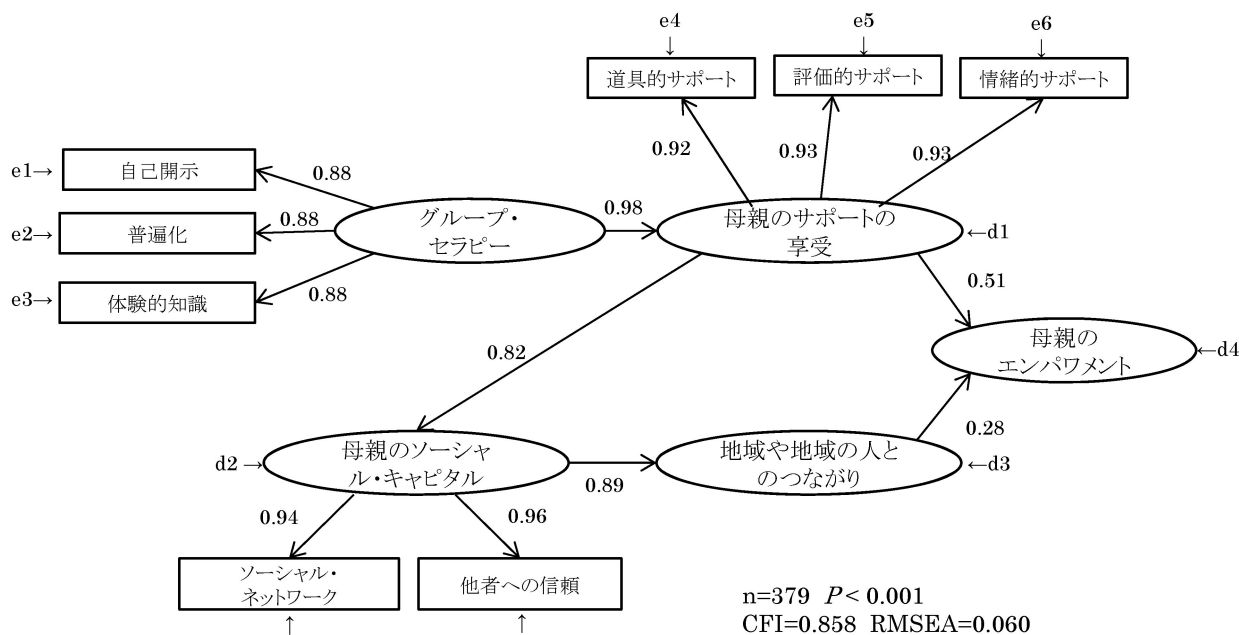 e4
e5
e6
↓
↓
↓
道具的サポート
評価的サポート
情緒的サポート
0.92
0.93
0.93
e1→
自己開示
0.88
e2→
普遍化
0.88
e3→
体験的知識
0.88
グループ・
セラピー
0.98
母親のサポートの
享受
←d1
0.51
0.82
母親の
エンパワメント
←d4
0.28
d2→
母親のソーシャ
ル・キャピタル
0.89
地域や地域の人と
のつながり
←d3
0.94
0.96
ソーシャル・
ネットワーク
他者への信頼
↑
↑
n=379 P< 0.001
CFI=0.858 RMSEA=0.060